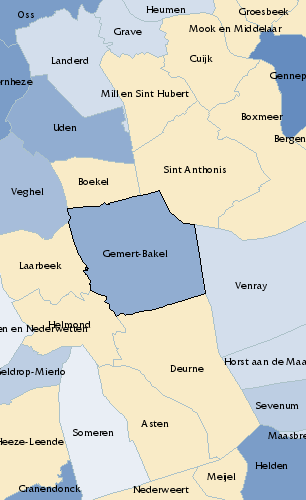 Oss
Heumen
Groesbeek
Grave
Mook en Middelaar
Landerd
Cuijk
Gennep
rnheze
Mill en Sint Hubert
Boxmeer
Uden
Bergen
Sint Anthonis
Boekel
Veghel
Gemert-Bakel
Laarbeek
Venray
en en Nederwetten
Helmond
Horst aan de Maa
Geldrop-Mierlo
Deurne
Sevenum
Asten
Someren
Maasbre
Heeze-Leende
Helden
Meijel
Cranendonck
Nederweert